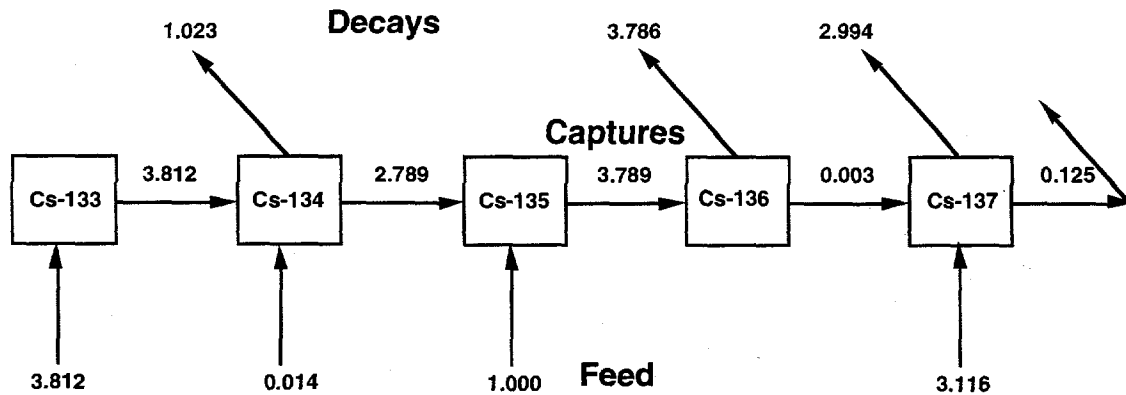 Decays
1.023
3.786
2.994
Captures
3.812
2.789
3.789
0.003
0.125
Cs-133
Cs-134
Cs-135
Cs-136
Cs-137
3.812
0.014
1.000
Feed
3.116